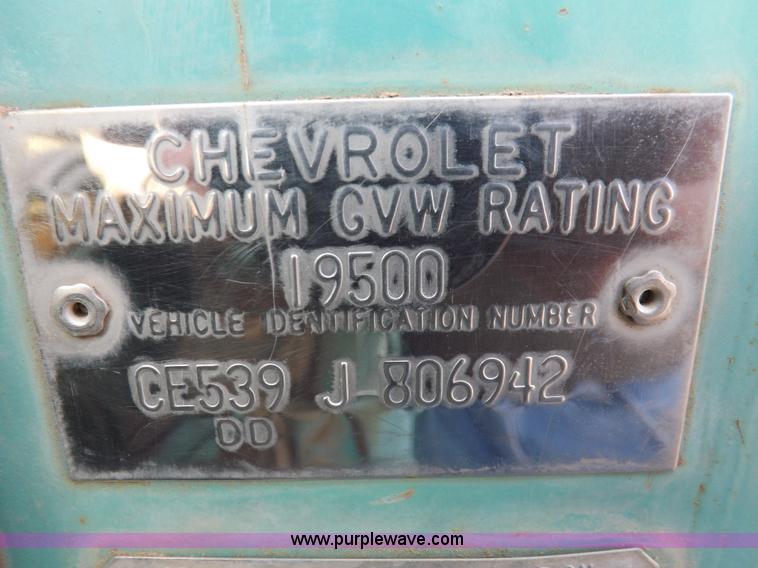 CHEVROLET
MAXIMUM GVW RATING
19500
VEHICLE IDENTIFICATION NUMBER
CE539 J 806942
DD
www.purplewave.com